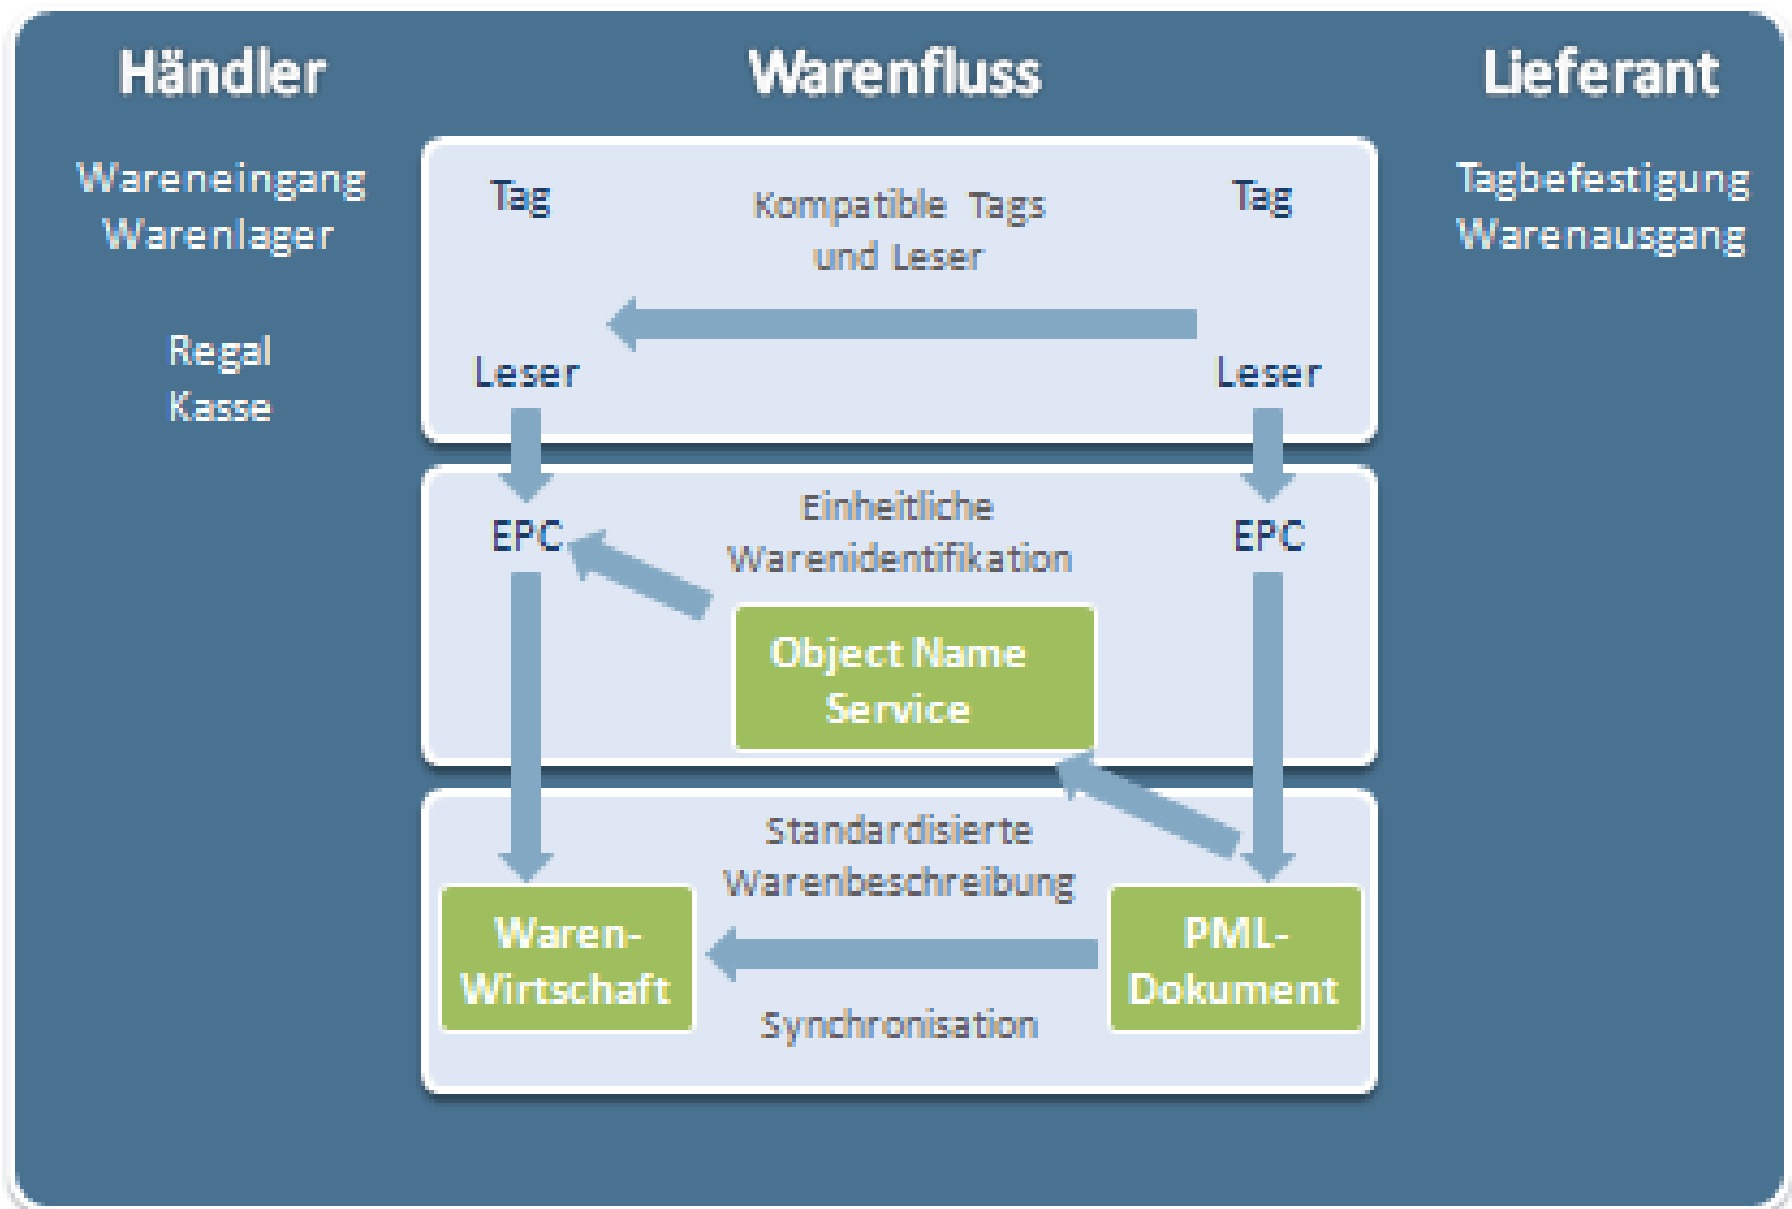 Händler
Warenfluss
Lieferant
Wareneingang
Warenlager
Regal
Kasse
Tag
Kompatible Tags
und Leser
Tag
Leser
Leser
Tagbefestigung
Warenausgang
EPC
Einheitliche
Warenidentifikation
EPC
Object Name
Service
Standardisierte
Warenbeschreibung
Waren-
Wirtschaft
PML-
Dokument
Synchronisation